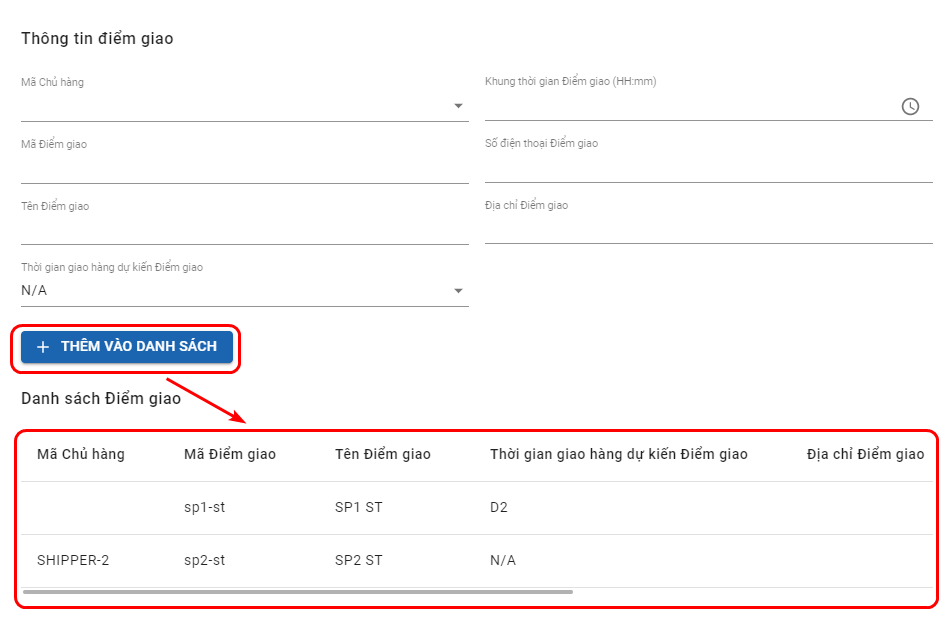 Thông tin điểm giao
Mã Chủ hàng
Khung thời gian Điểm giao (HH:mm)
Mã Điểm giao
Số điện thoại Điểm giao
Tên Điểm giao
Địa chỉ Điểm giao
Thời gian giao hàng dự kiến Điểm giao
N/A
THÊM VÀO DANH SÁCH
Danh sách Điểm giao
Mã Chủ hàng Mã Điểm giao Tên Điểm giao Thời gian giao hàng dự kiến Điểm giao Địa chỉ Điểm giao
sp1-st SP1 ST D2
SHIPPER-2 sp2-st SP2 ST N/A